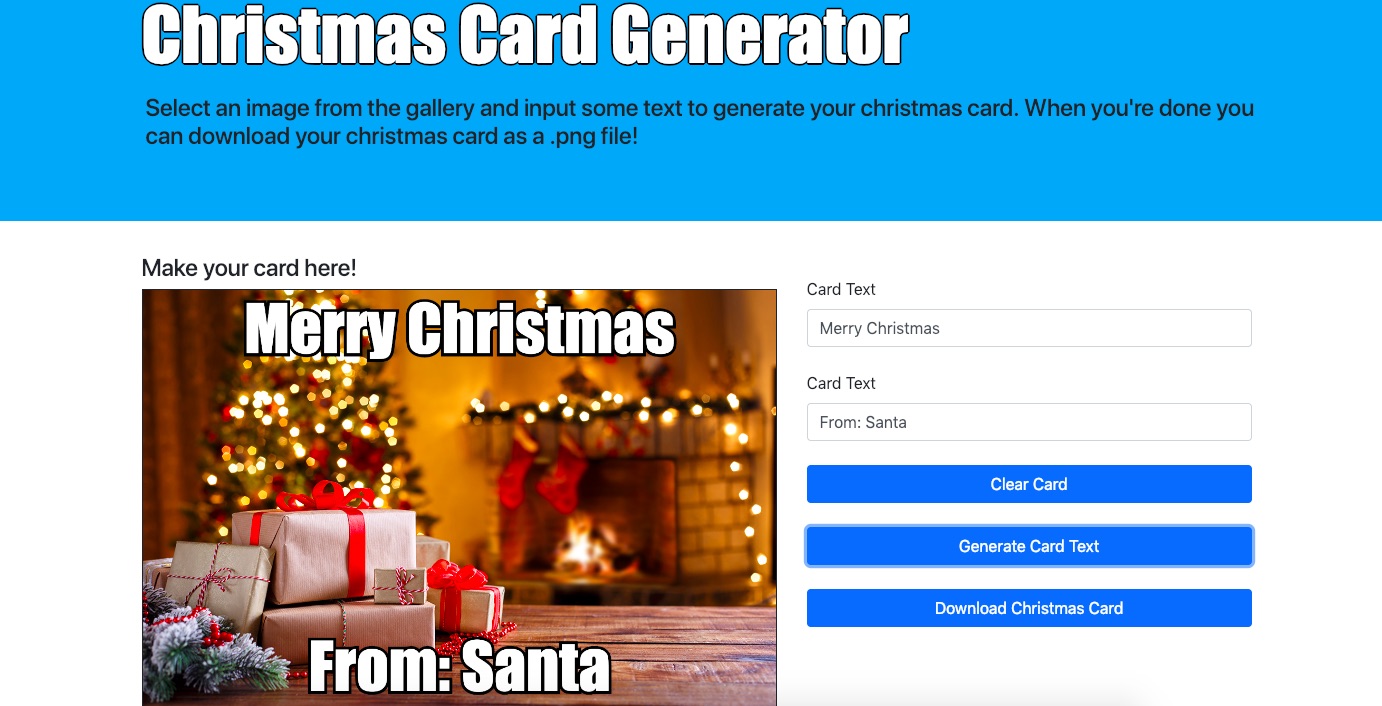 Christmas Card Generator
Select an image from the gallery and input some text to generate your christmas card. When you're done you
can download your christmas card as a .png file!
Make your card here!
Merry Christmas
From: Santa
Card Text
Merry Christmas
Card Text
From: Santa
Clear Card
Generate Card Text
Download Christmas Card